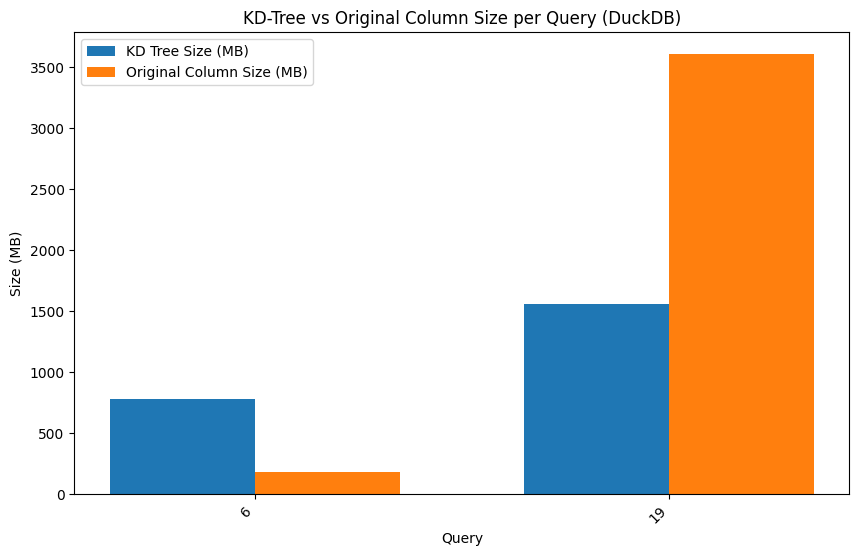 KD-Tree vs Original Column Size per Query (DuckDB)
KD Tree Size (MB)
Original Column Size (MB)
3500
3000
2500
2000
1500
1000
500
0
Size (MB)
6
19
Query